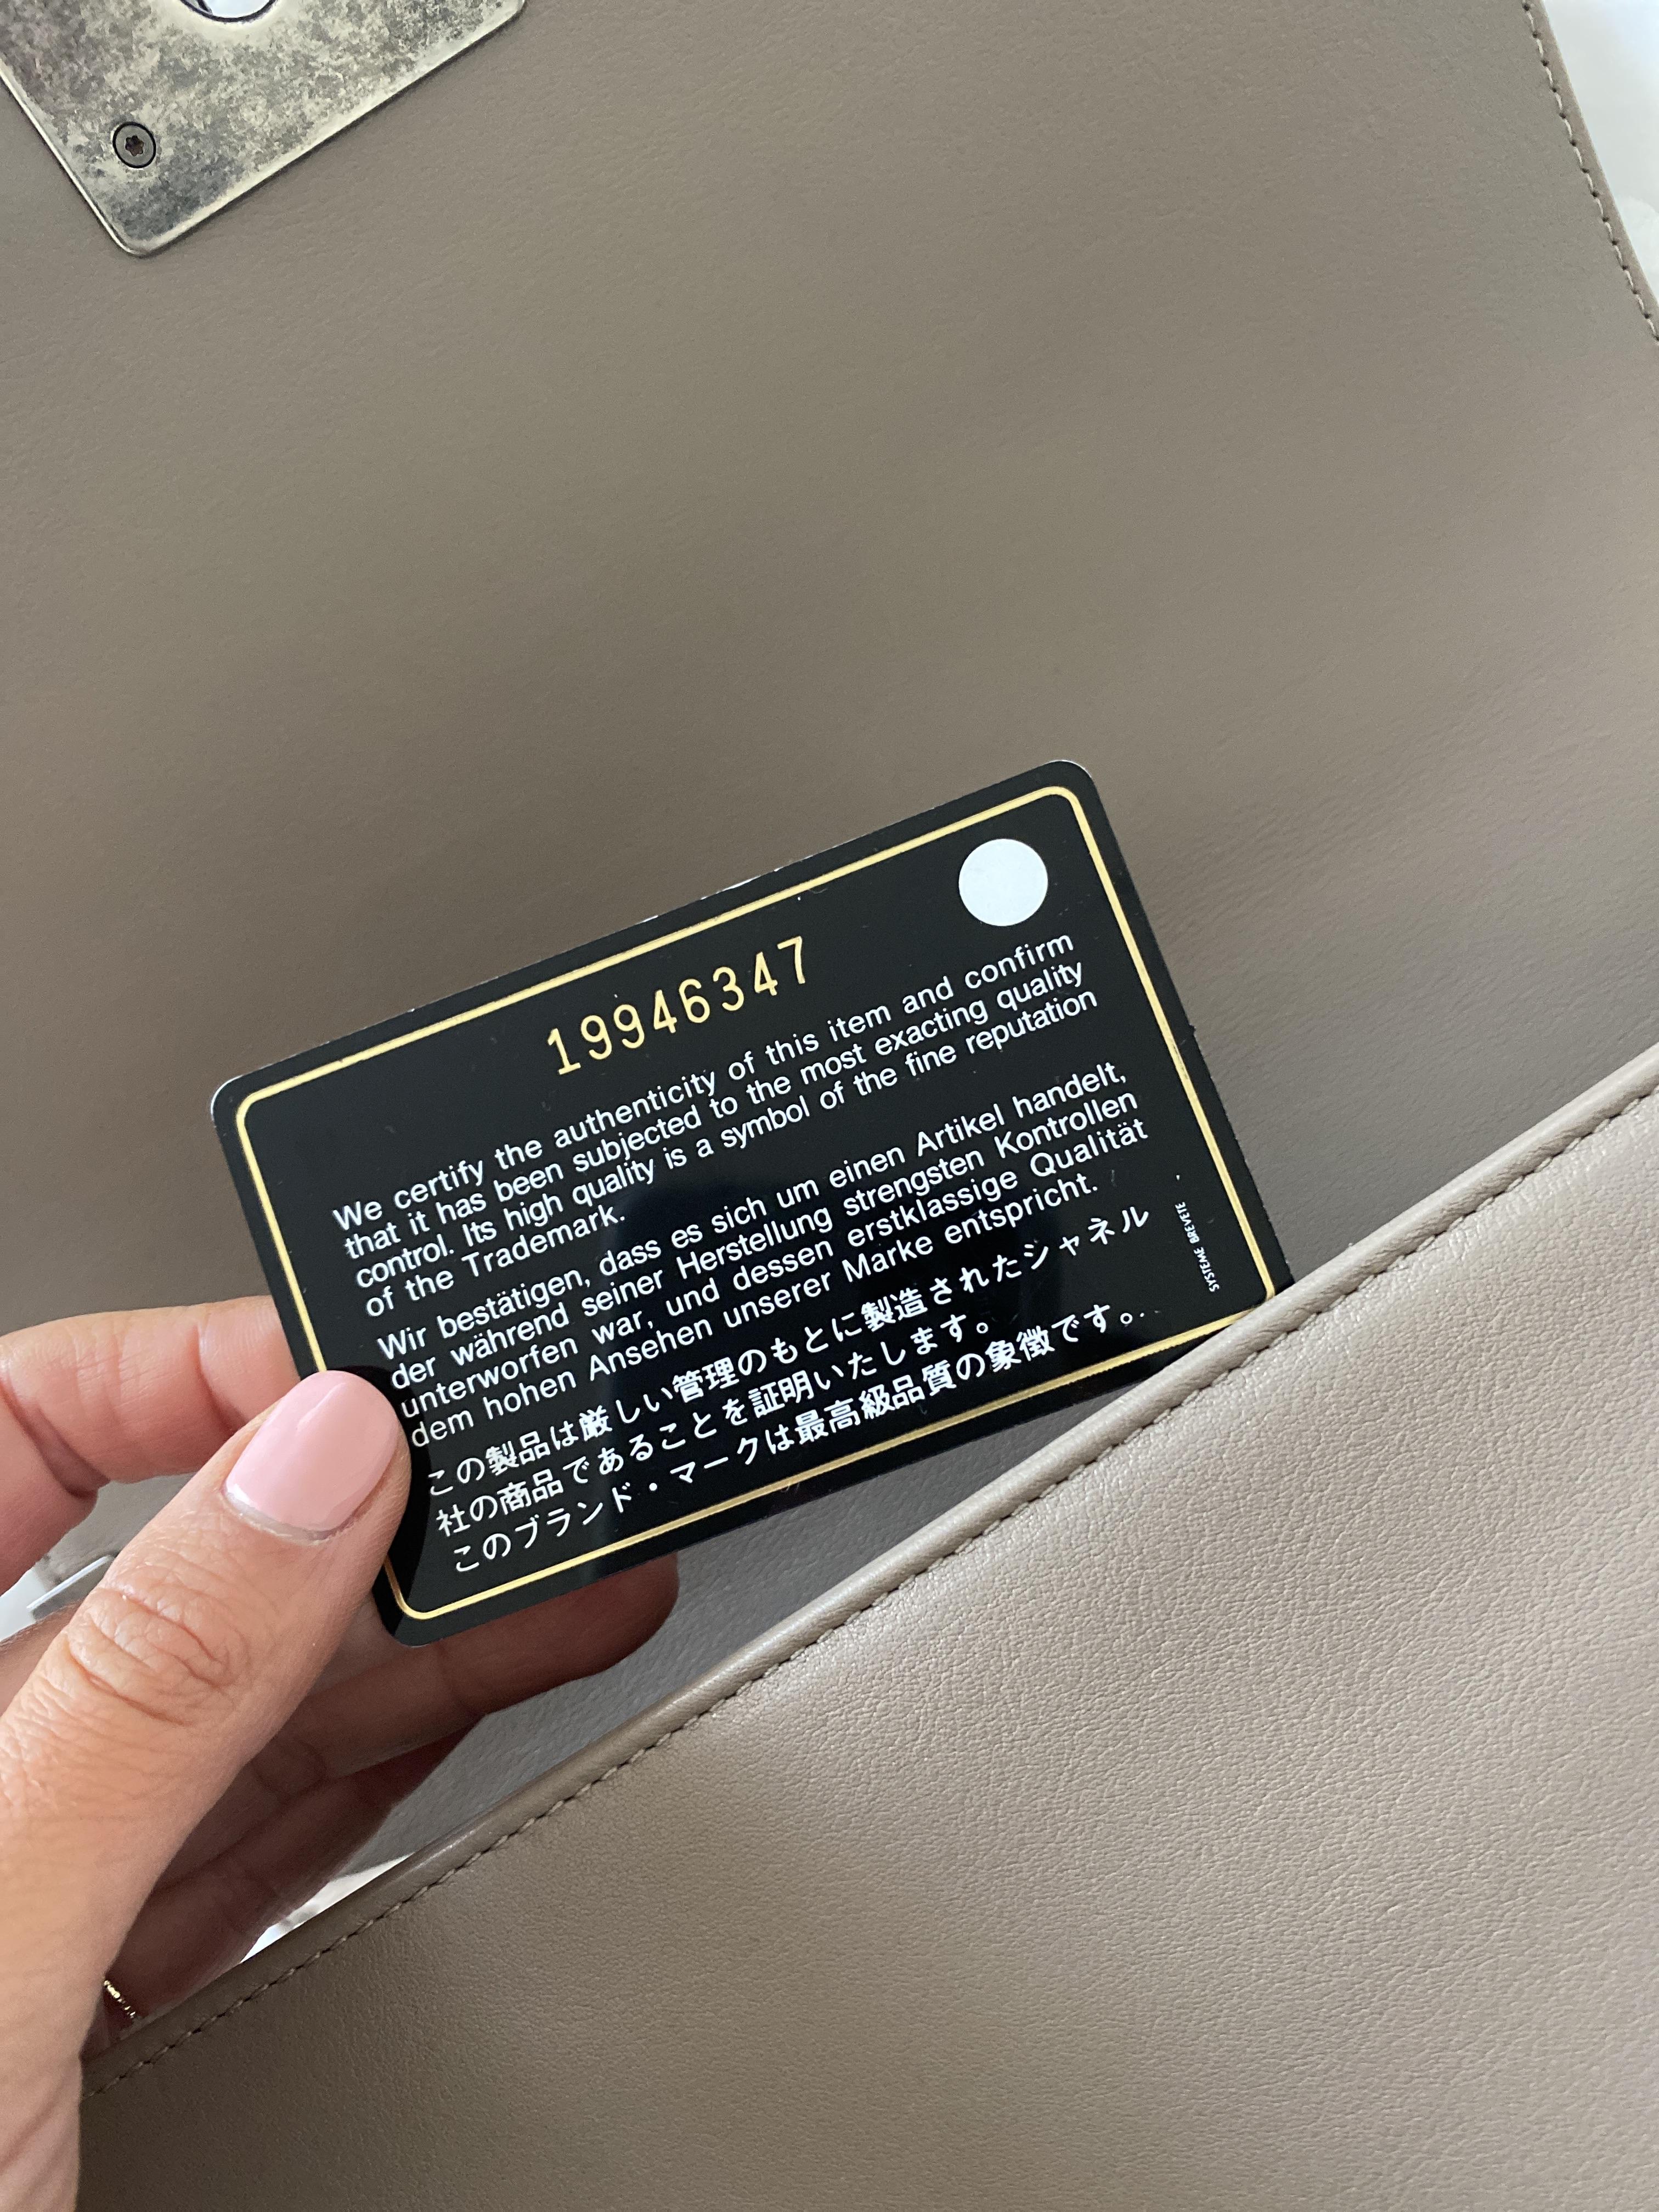 19946347
We certify the authenticity of this item and confirm
that it has been subjected to the most exacting quality
control. Its high quality is a symbol of the fine reputation
of the Trademark.
Wir bestätigen, dass es sich um einen Artikel handelt,
der während seiner Herstellung strengsten Kontrollen
unterworfen war, und dessen erstklassige Qualität
dem hohen Ansehen unserer Marke entspricht.
この製品は厳しい管理のもとに製造されたシャネル
社の商品であることを証明いたします。
このブランド・マークは最高級品質の象徴です。
SYSTEME BREVETE